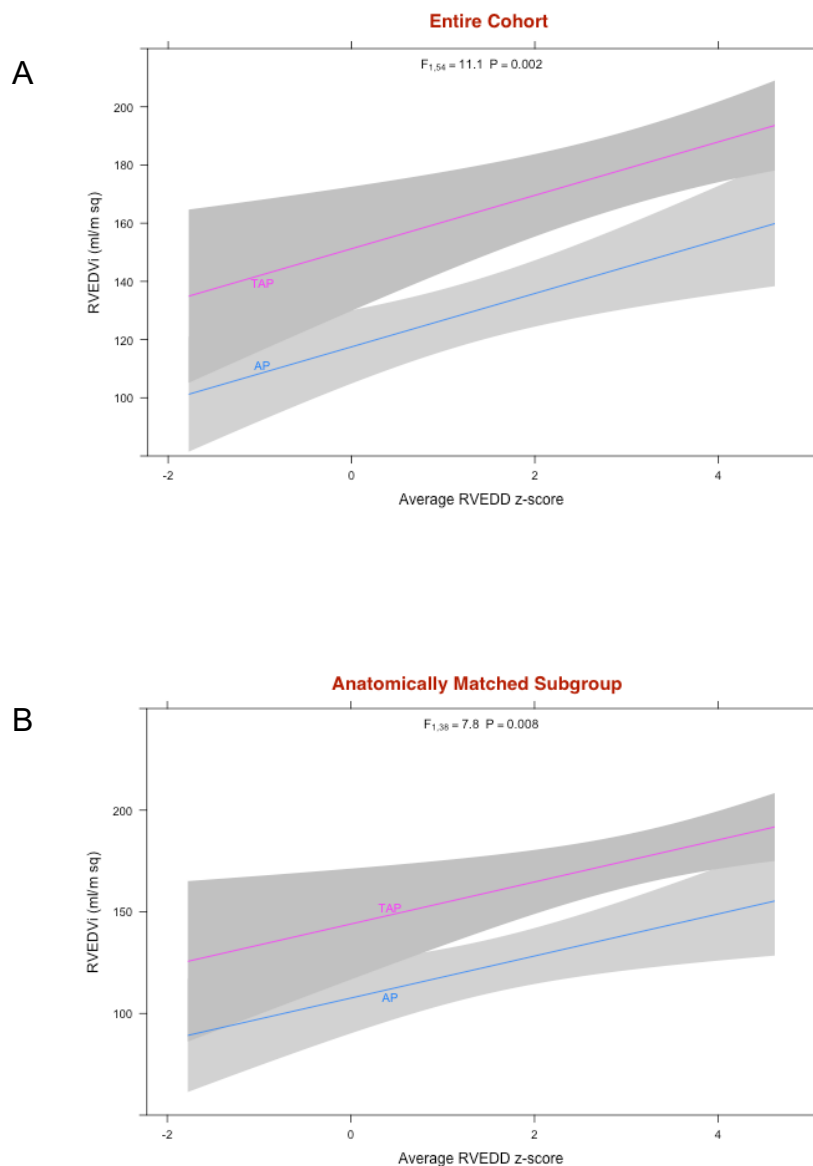 Entire Cohort
A
F1,54 = 11.1 P = 0.002
200
180
160
140
120
100
RVEDVi (ml/m sq)
TAP
AP
-2 0 2 4
Average RVEDD z-score
Anatomically Matched Subgroup
B
F1,38 = 7.8 P = 0.008
200
150
100
RVEDVi (ml/m sq)
TAP
AP
-2 0 2 4
Average RVEDD z-score